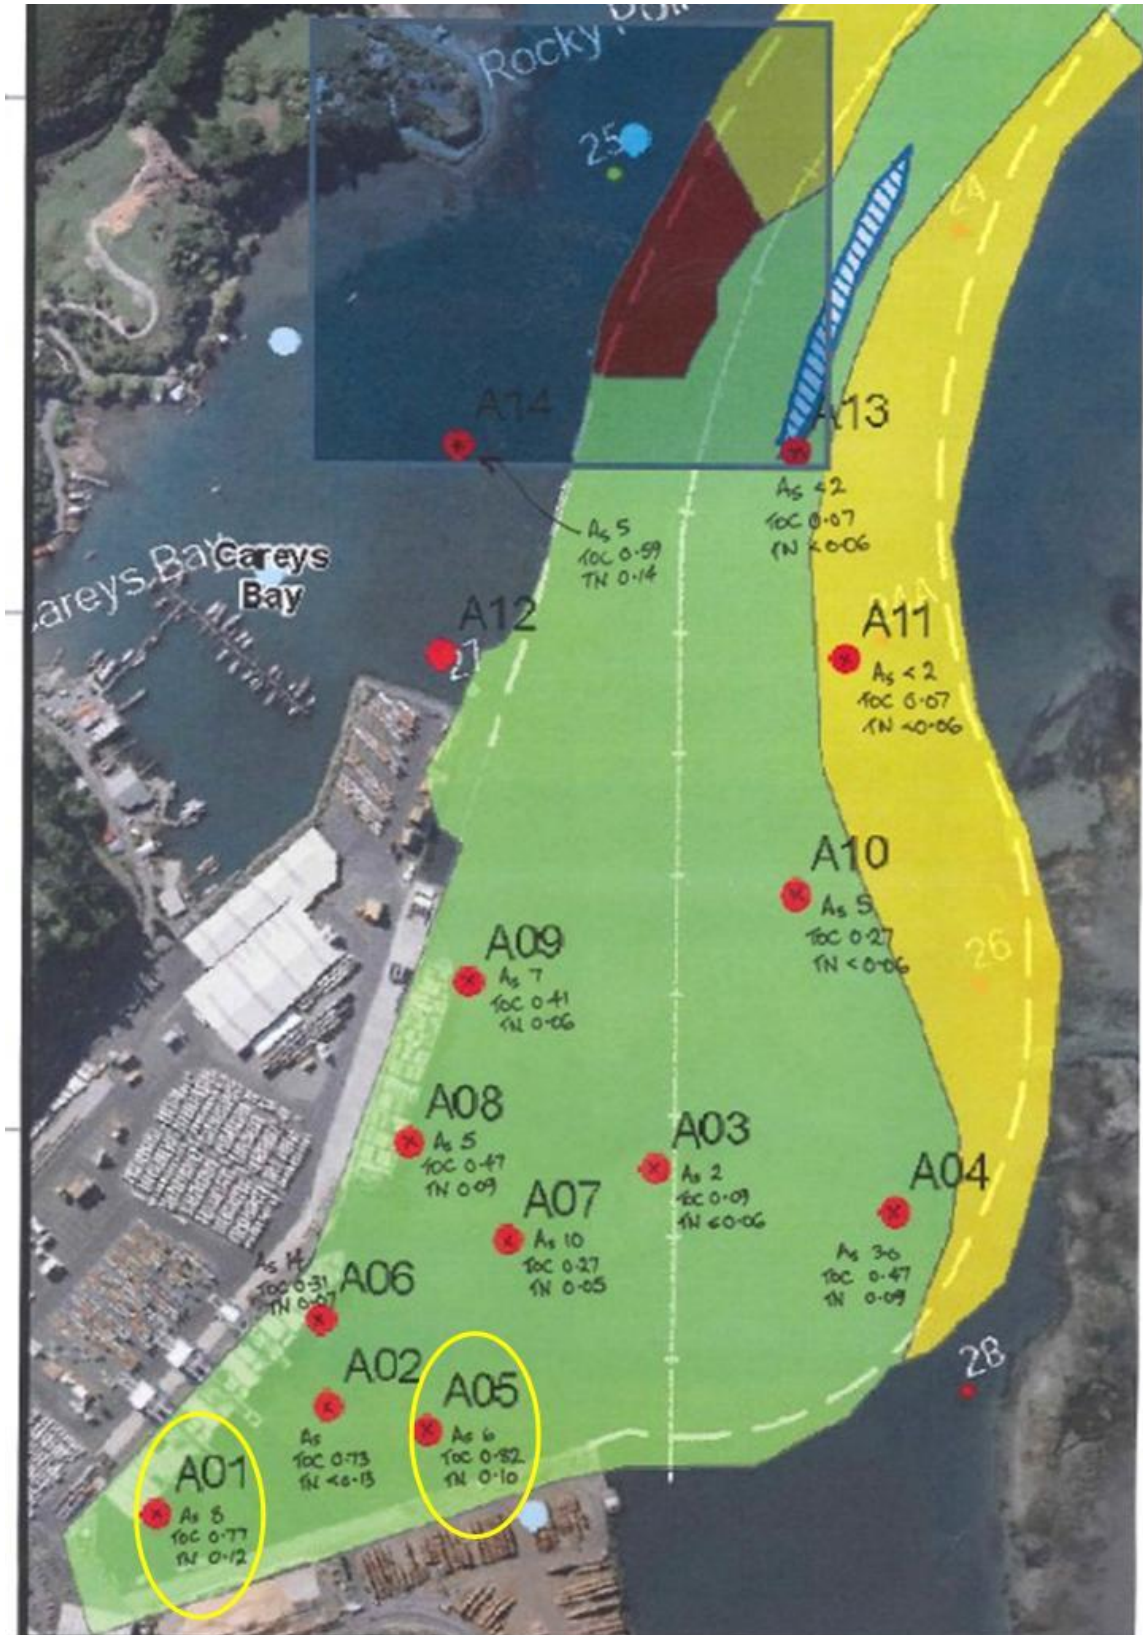 Rocky Poin
25
24
A14
A13
As <2
TOC 0.07
TN <0.06
As 5
TOC 0.59
TN 0.14
Careys Bay
areys Bay
A12
27
A11
As <2
TOC 0.07
TN <0.06
A10
As 5
TOC 0.27
TN <0.06
26
A09
As 7
TOC 0.41
TN 0.06
A08
As 5
TOC 0.47
TN 0.09
A03
As 2
TOC 0.09
TN ≤0.06
A04
As 3.6
TOC 0.47
TN 0.09
A07
As 10
TOC 0.27
TN 0.05
As 14
TOC 0.31
TN 0.07
A06
A02
As
TOC 0.73
TN <0.13
A05
As 6
TOC 0.82
TN 0.10
28
A01
As 8
TOC 0.77
TN 0.12